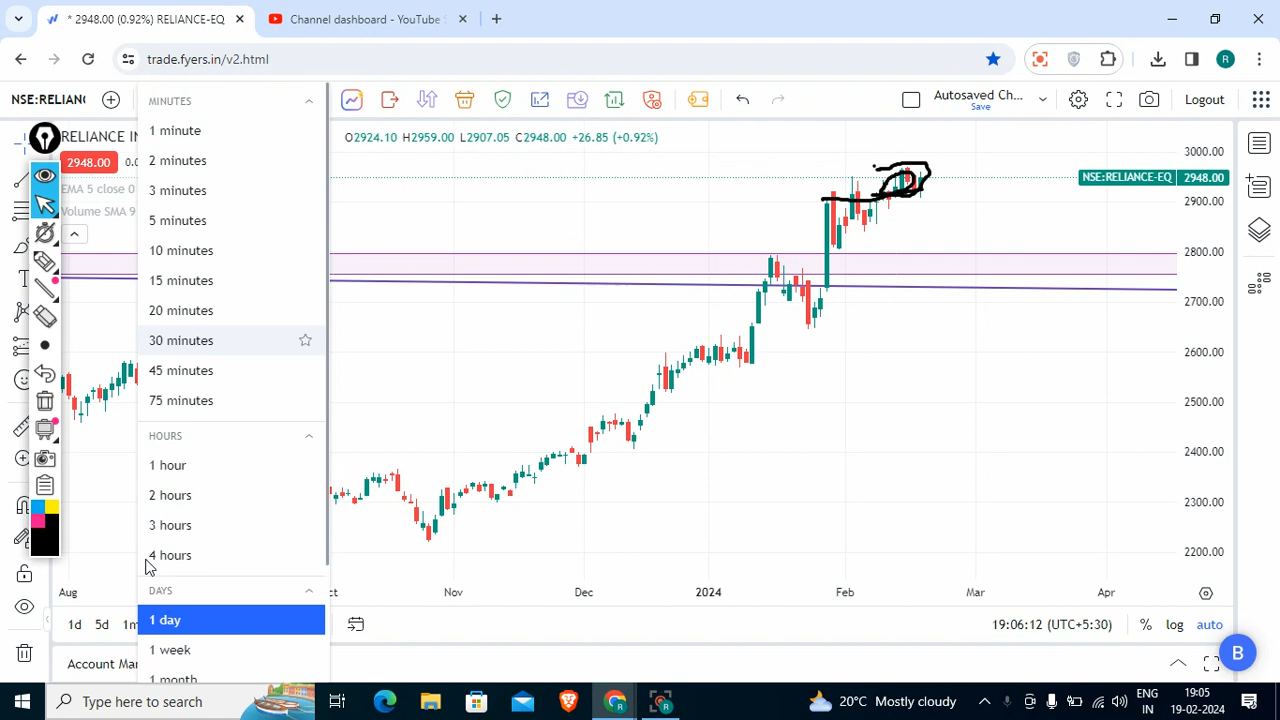 * 2948.00 (0.92%) RELIANCE-EQ
Channel dashboard - YouTube
trade.fyers.in/v2.html
R
NSE:RELIAN
Autosaved Ch...
Save
Logout
RELIANCE IN
O2924.10 H2959.00 L2907.05 C2948.00 +26.85 (+0.92%)
2948.00
0.0
EMA 5 close 0
Volume SMA 9
MINUTES
1 minute
2 minutes
3 minutes
5 minutes
10 minutes
15 minutes
20 minutes
30 minutes
45 minutes
75 minutes
HOURS
1 hour
2 hours
3 hours
4 hours
DAYS
1 day
1 week
1 month
3000.00
NSE:RELIANCE-EQ 2948.00
2900.00
2800.00
2700.00
2600.00
2500.00
2400.00
2300.00
2200.00
Aug
ct
Nov
Dec
2024
Feb
Mar
Apr
1d 5d 1m
19:06:12 (UTC+5:30) % log auto
Account Man
B
Type here to search
20°C Mostly cloudy
ENG
IN
19:05
19-02-2024